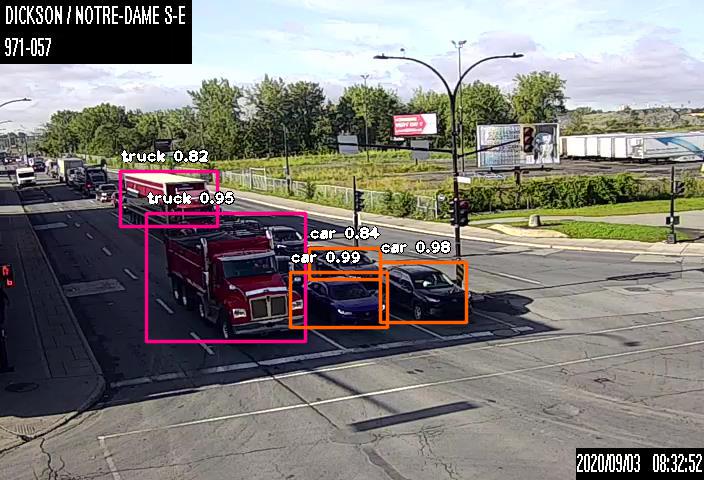 DICKSON / NOTRE-DAME S-E
971-057
truck 0.82
truck 0.95
car 0.84
car 0.98
car 0.99
2020/09/03 08:32:52